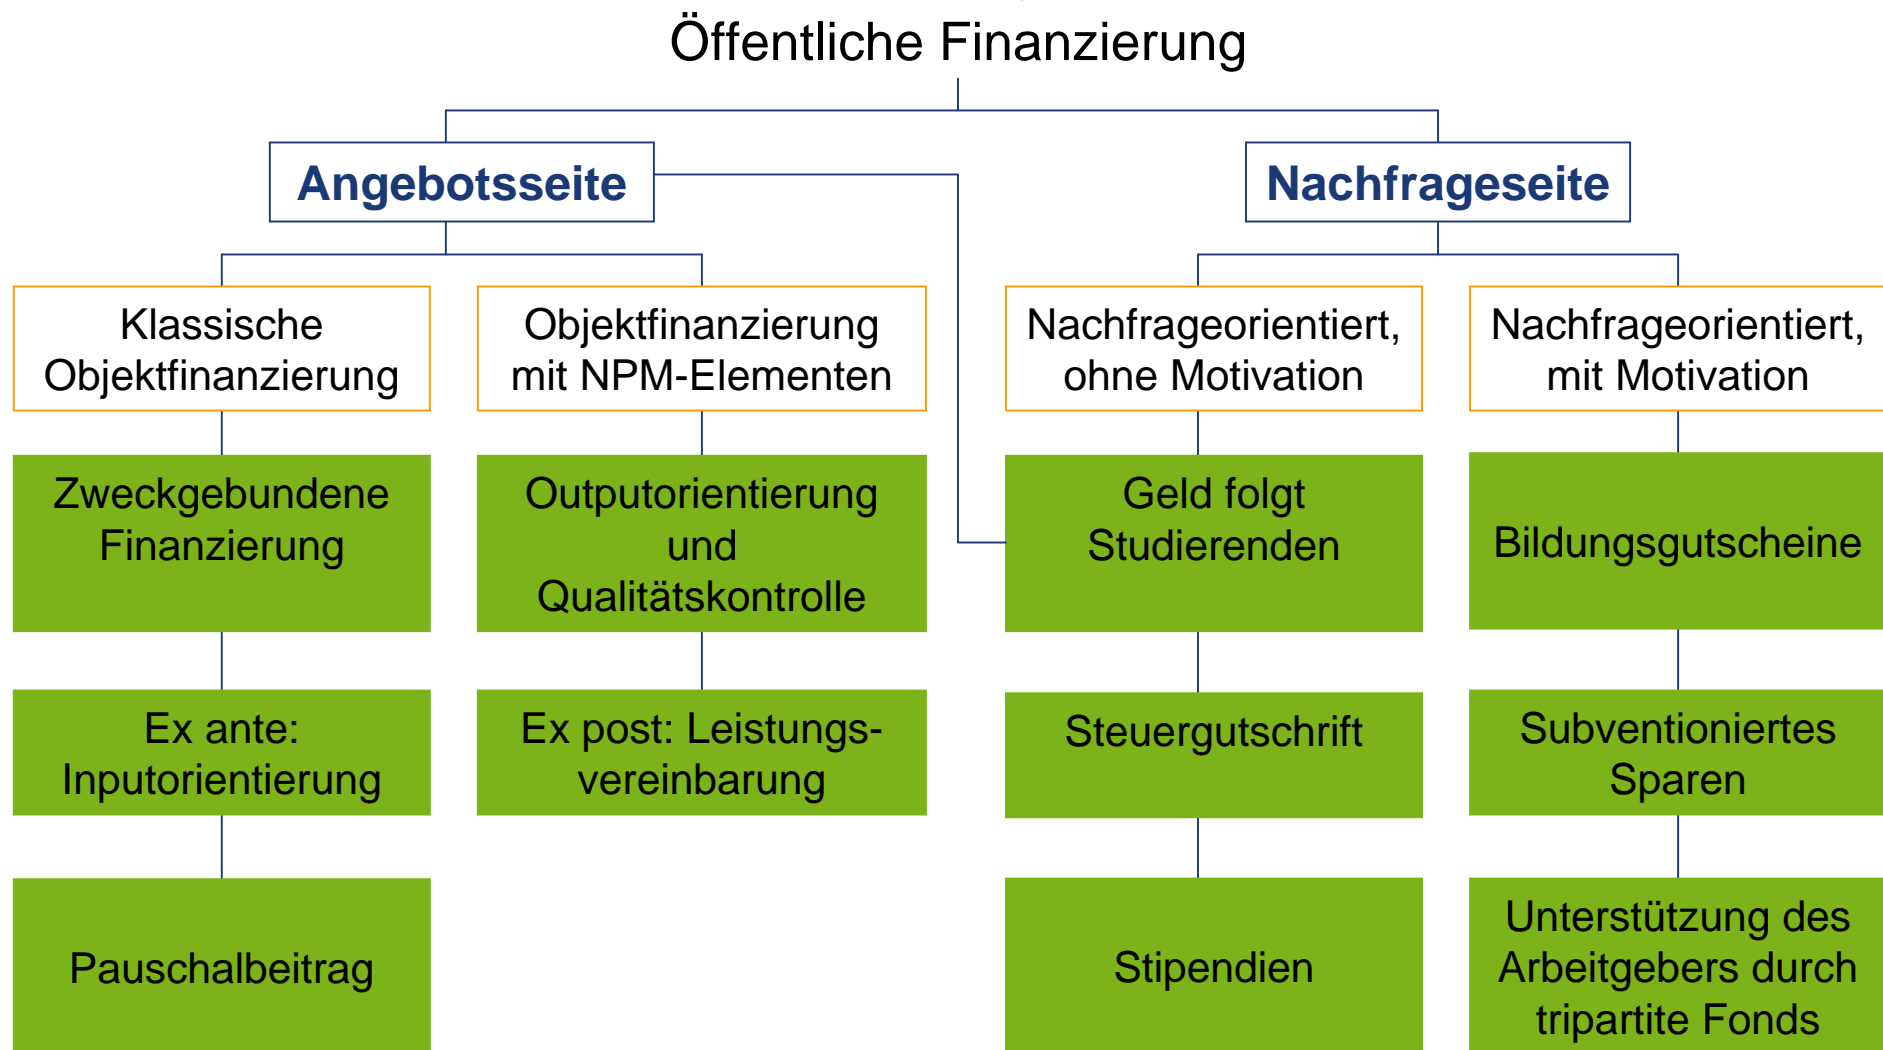 Öffentliche Finanzierung
Angebotsseite
Nachfrageseite
Klassische
Objektfinanzierung
Objektfinanzierung
mit NPM-Elementen
Nachfrageorientiert,
ohne Motivation
Nachfrageorientiert,
mit Motivation
Zweckgebundene
Finanzierung
Outputorientierung
und
Qualitätskontrolle
Geld folgt
Studierenden
Bildungsgutscheine
Ex ante:
Inputorientierung
Ex post: Leistungs-
vereinbarung
Steuergutschrift
Subventioniertes
Sparen
Pauschalbeitrag
Stipendien
Unterstützung des
Arbeitgebers durch
tripartite Fonds